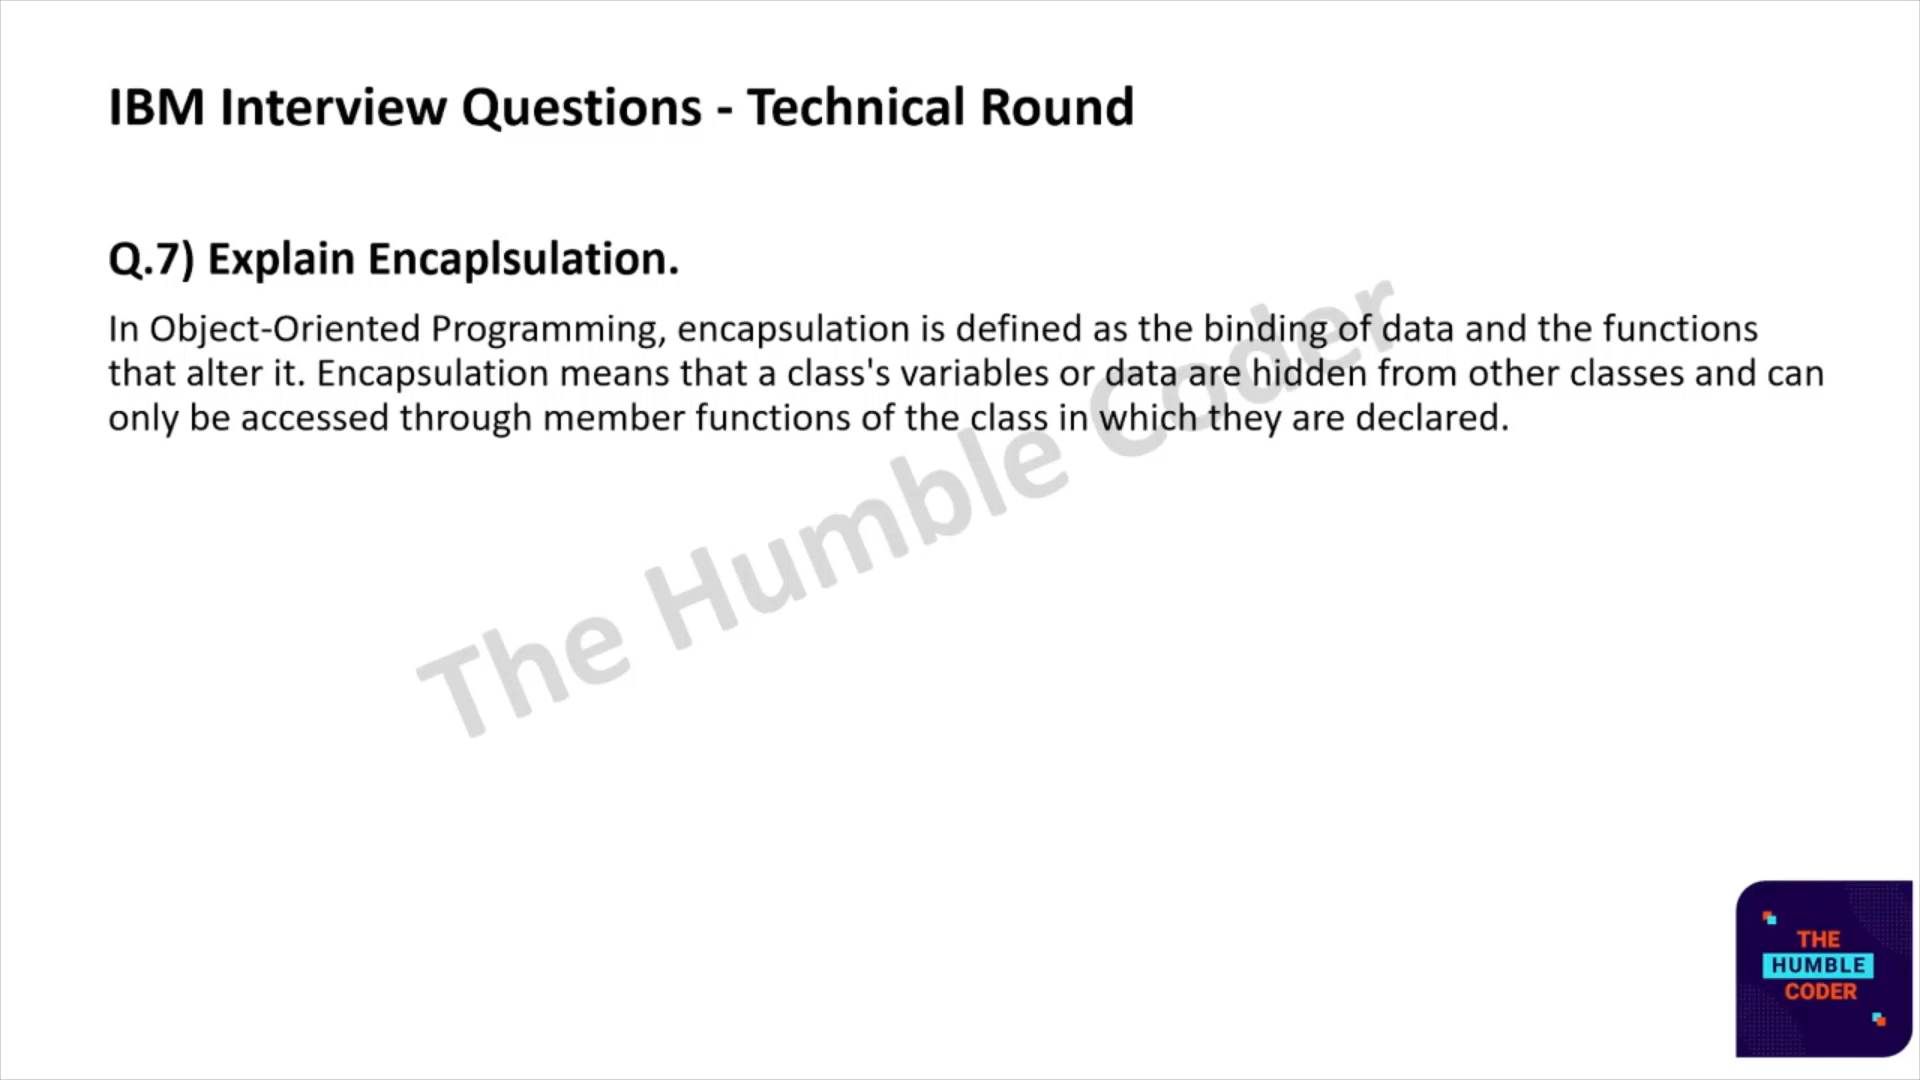 IBM Interview Questions - Technical Round
Q.7) Explain Encaplsulation.
In Object-Oriented Programming, encapsulation is defined as the binding of data and the functions
that alter it. Encapsulation means that a class's variables or data are hidden from other classes and can
only be accessed through member functions of the class in which they are declared.
The Humble Coder
THE
HUMBLE
CODER